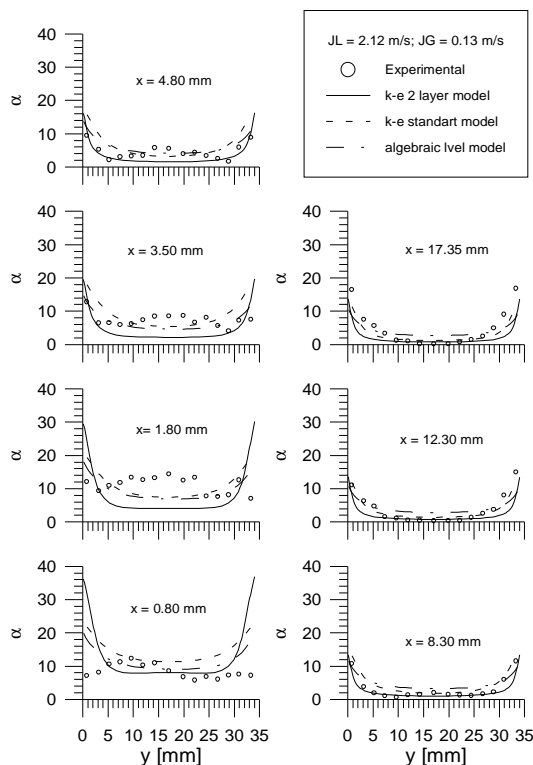 JL = 2.12 m/s; JG = 0.13 m/s
Experimental
k-e 2 layer model
k-e standart model
algebraic lvel model
40
30
20
10
0
α
x = 4.80 mm
40
30
20
10
0
α
x = 3.50 mm
40
30
20
10
0
α
x = 17.35 mm
40
30
20
10
0
α
x= 1.80 mm
40
30
20
10
0
α
x = 12.30 mm
40
30
20
10
0
α
x = 0.80 mm
0 5 10 15 20 25 30 35
y [mm]
40
30
20
10
0
α
x = 8.30 mm
0 5 10 15 20 25 30 35
y [mm]